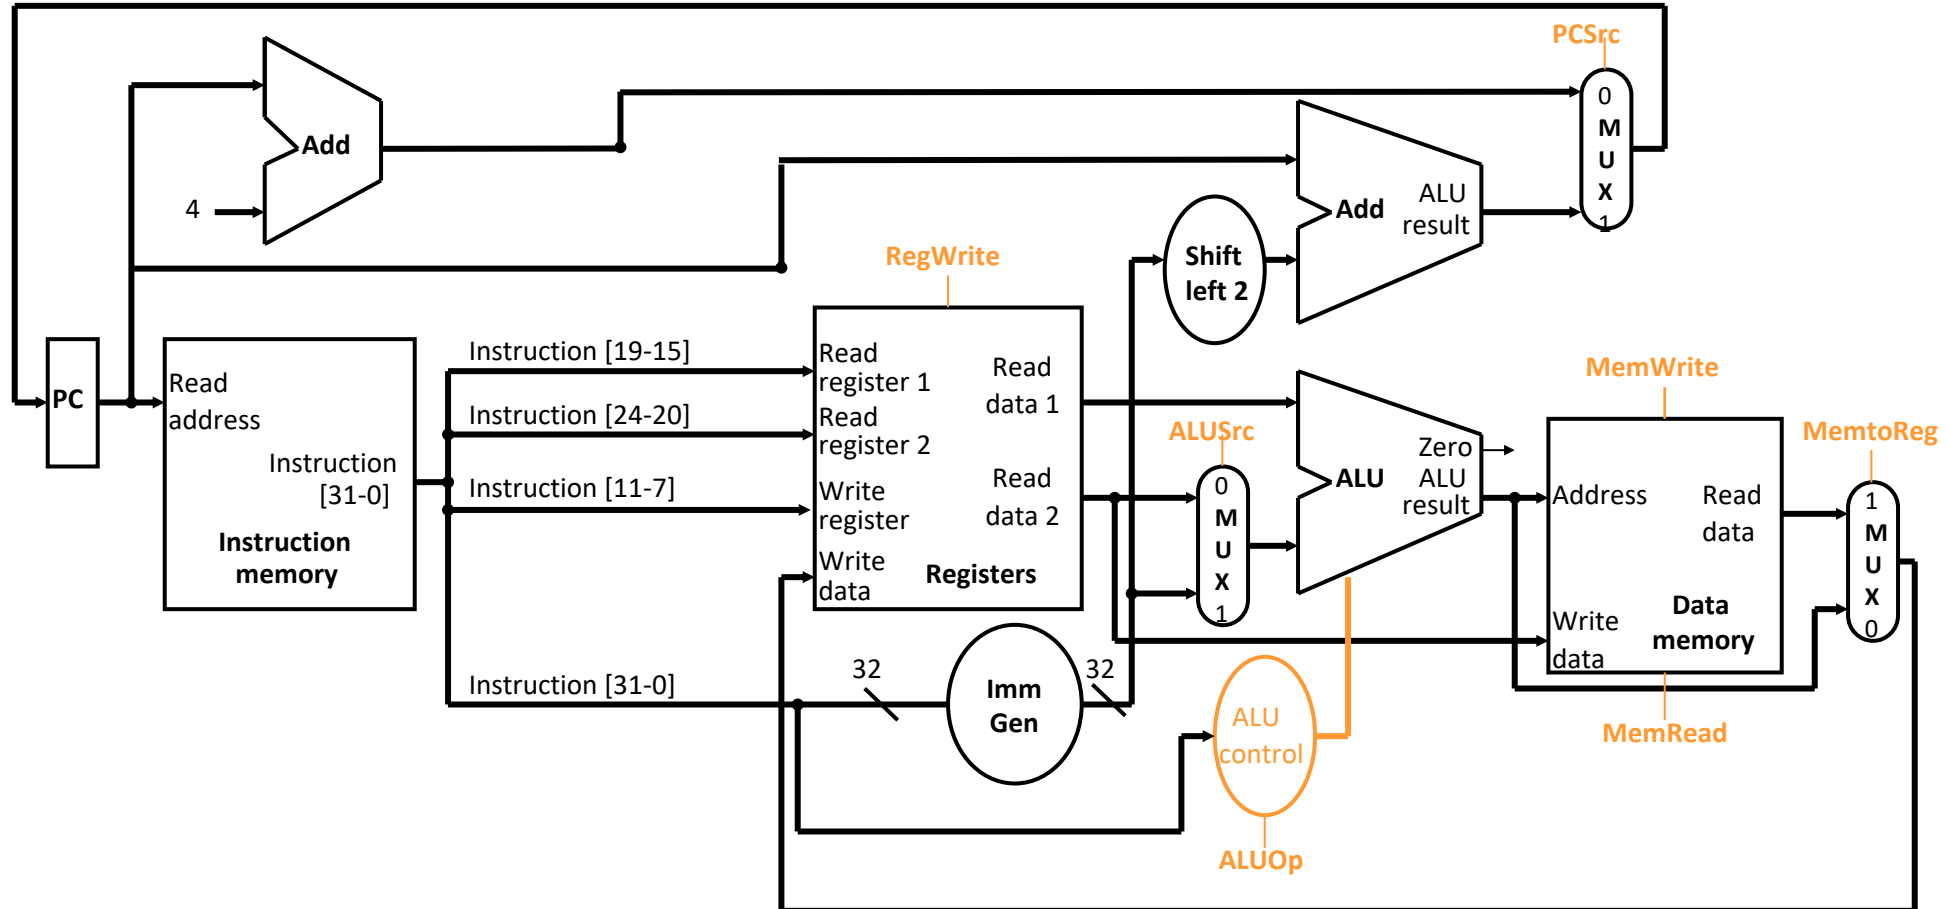 PCSrc
0
M
U
X
1
Add
4
Add
ALU
result
Shift
left 2
RegWrite
PC
Read
address
Instruction
[31-0]
Instruction
memory
Instruction [19-15]
Instruction [24-20]
Instruction [11-7]
Instruction [31-0]
Read
register 1
Read
register 2
Write
register
Write
data
Read
data 1
Read
data 2
Registers
ALUSrc
0
M
U
X
1
Zero
ALU
ALU
result
MemWrite
Address
Read
data
Write
data
Data
memory
MemRead
MemtoReg
1
M
U
X
0
32
Imm
Gen
32
ALU
control
ALUOp